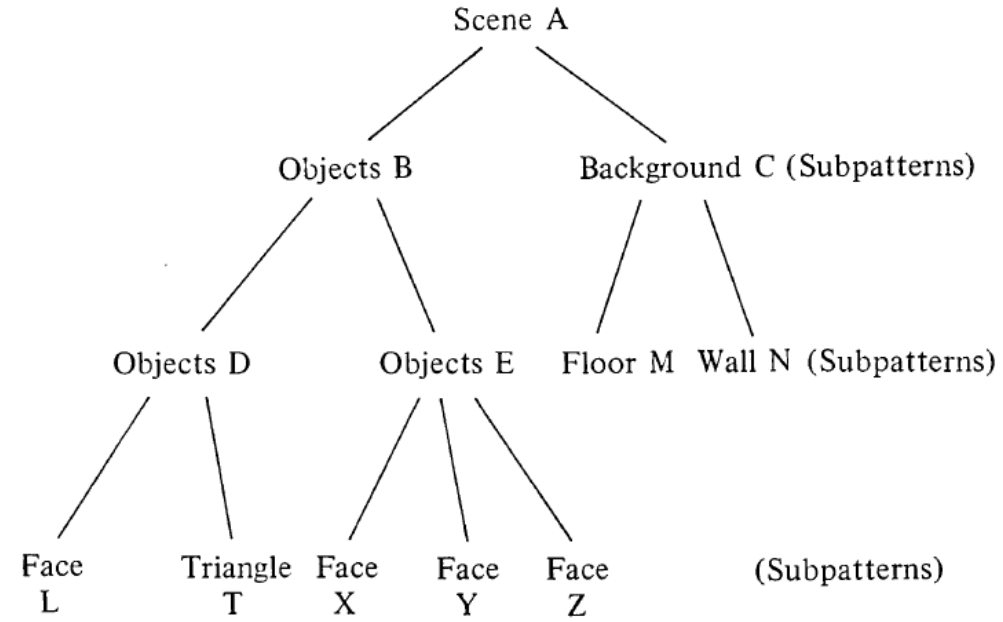 Scene A
Objects B Background C (Subpatterns)
Objects D Objects E Floor M Wall N (Subpatterns)
Face Triangle Face Face Face (Subpatterns)
L T X Y Z